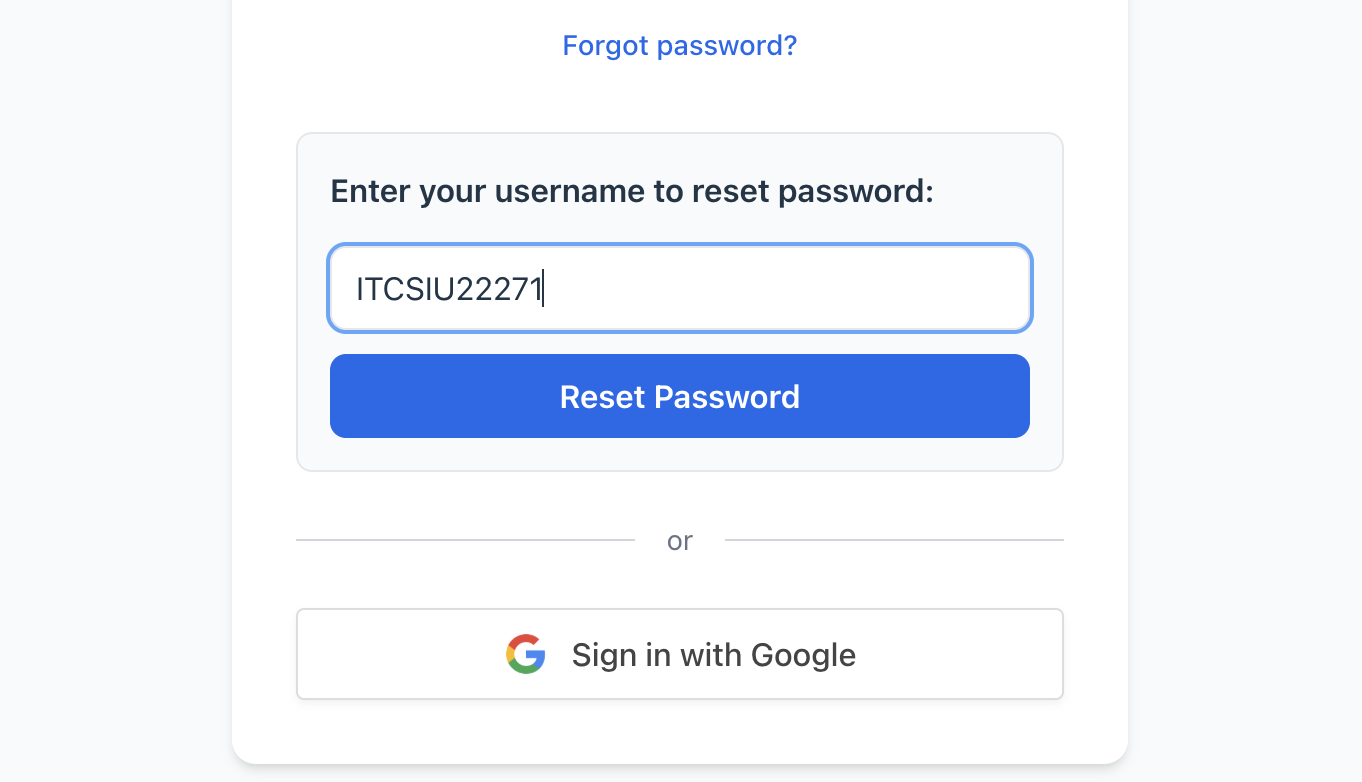 Forgot password?
Enter your username to reset password:
ITCSIU22271
Reset Password
or
Sign in with Google